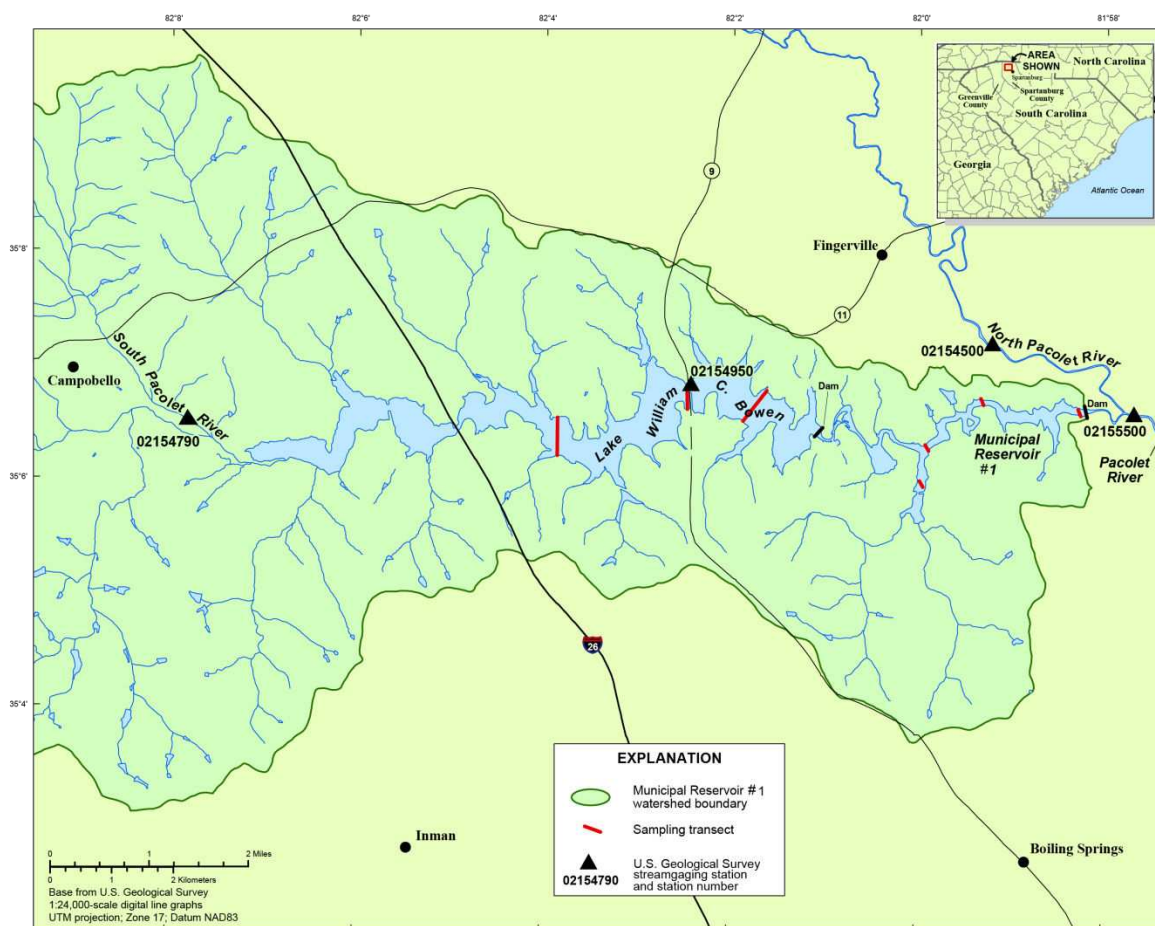 82°8'
82°6'
82°4'
82°2'
82°0'
81°58'
35°8'
35°6'
35°4'
AREA
SHOWN
North Carolina
Spartanburg
Greenville
County
Spartanburg
County
South Carolina
Georgia
Atlantic Ocean
9
Fingerville
11
North Pacolet River
02154500
South Pacolet River
Campobello
02154790
02154950
Lake William C. Bowen
Dam
Dam
Municipal
Reservoir
#1
02155500
Pacolet
River
26
Inman
Boiling Springs
EXPLANATION
Municipal Reservoir #1
watershed boundary
Sampling transect
02154790
U.S. Geological Survey
streamgaging station
and station number
0 1 2 Miles
0 1 2 Kilometers
Base from U.S. Geological Survey
1:24,000-scale digital line graphs
UTM projection; Zone 17; Datum NAD83